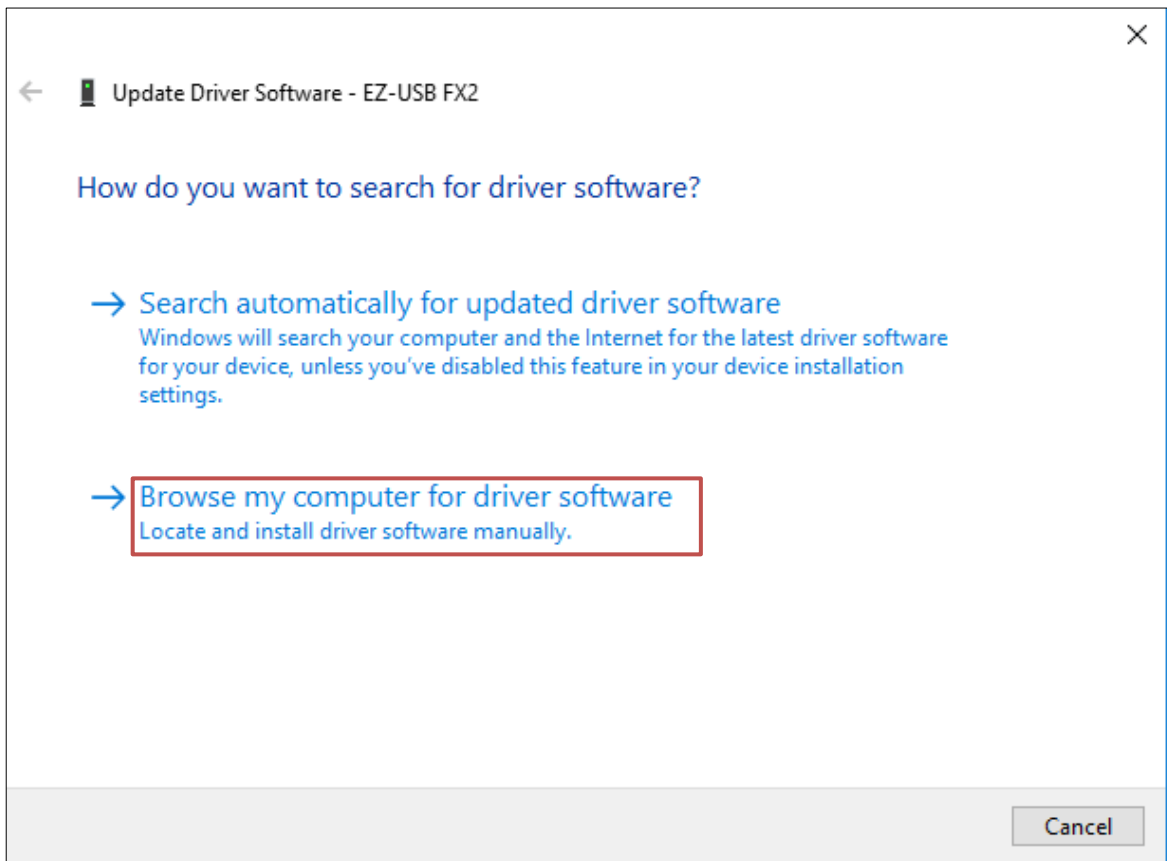 Update Driver Software - EZ-USB FX2
How do you want to search for driver software?
Search automatically for updated driver software
Windows will search your computer and the Internet for the latest driver software
for your device, unless you've disabled this feature in your device installation
settings.
Browse my computer for driver software
Locate and install driver software manually.
Cancel